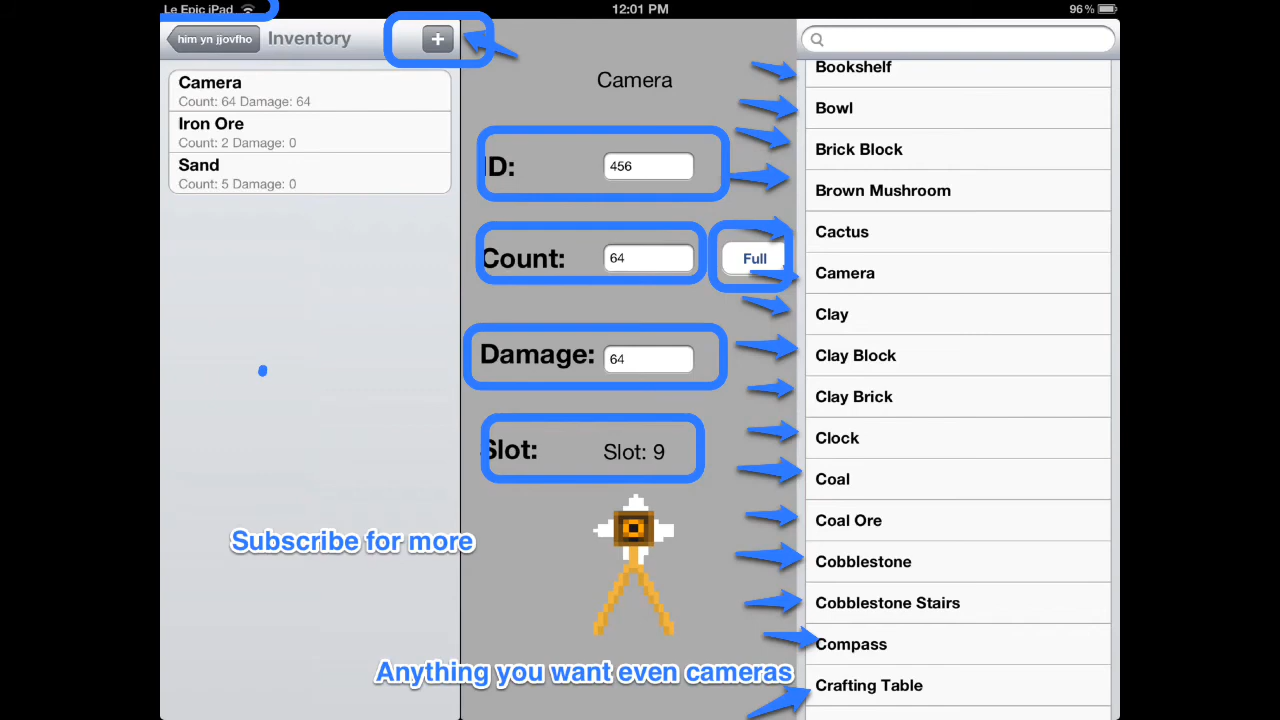 Le Epic iPad
12:01 PM
96%
him yn jjovfho
Inventory
+
Camera
Count: 64 Damage: 64
Iron Ore
Count: 2 Damage: 0
Sand
Count: 5 Damage: 0
Camera
ID: 456
Count: 64
Full
Damage: 64
Slot: Slot: 9
Subscribe for more
Anything you want even cameras
Bookshelf
Bowl
Brick Block
Brown Mushroom
Cactus
Camera
Clay
Clay Block
Clay Brick
Clock
Coal
Coal Ore
Cobblestone
Cobblestone Stairs
Compass
Crafting Table